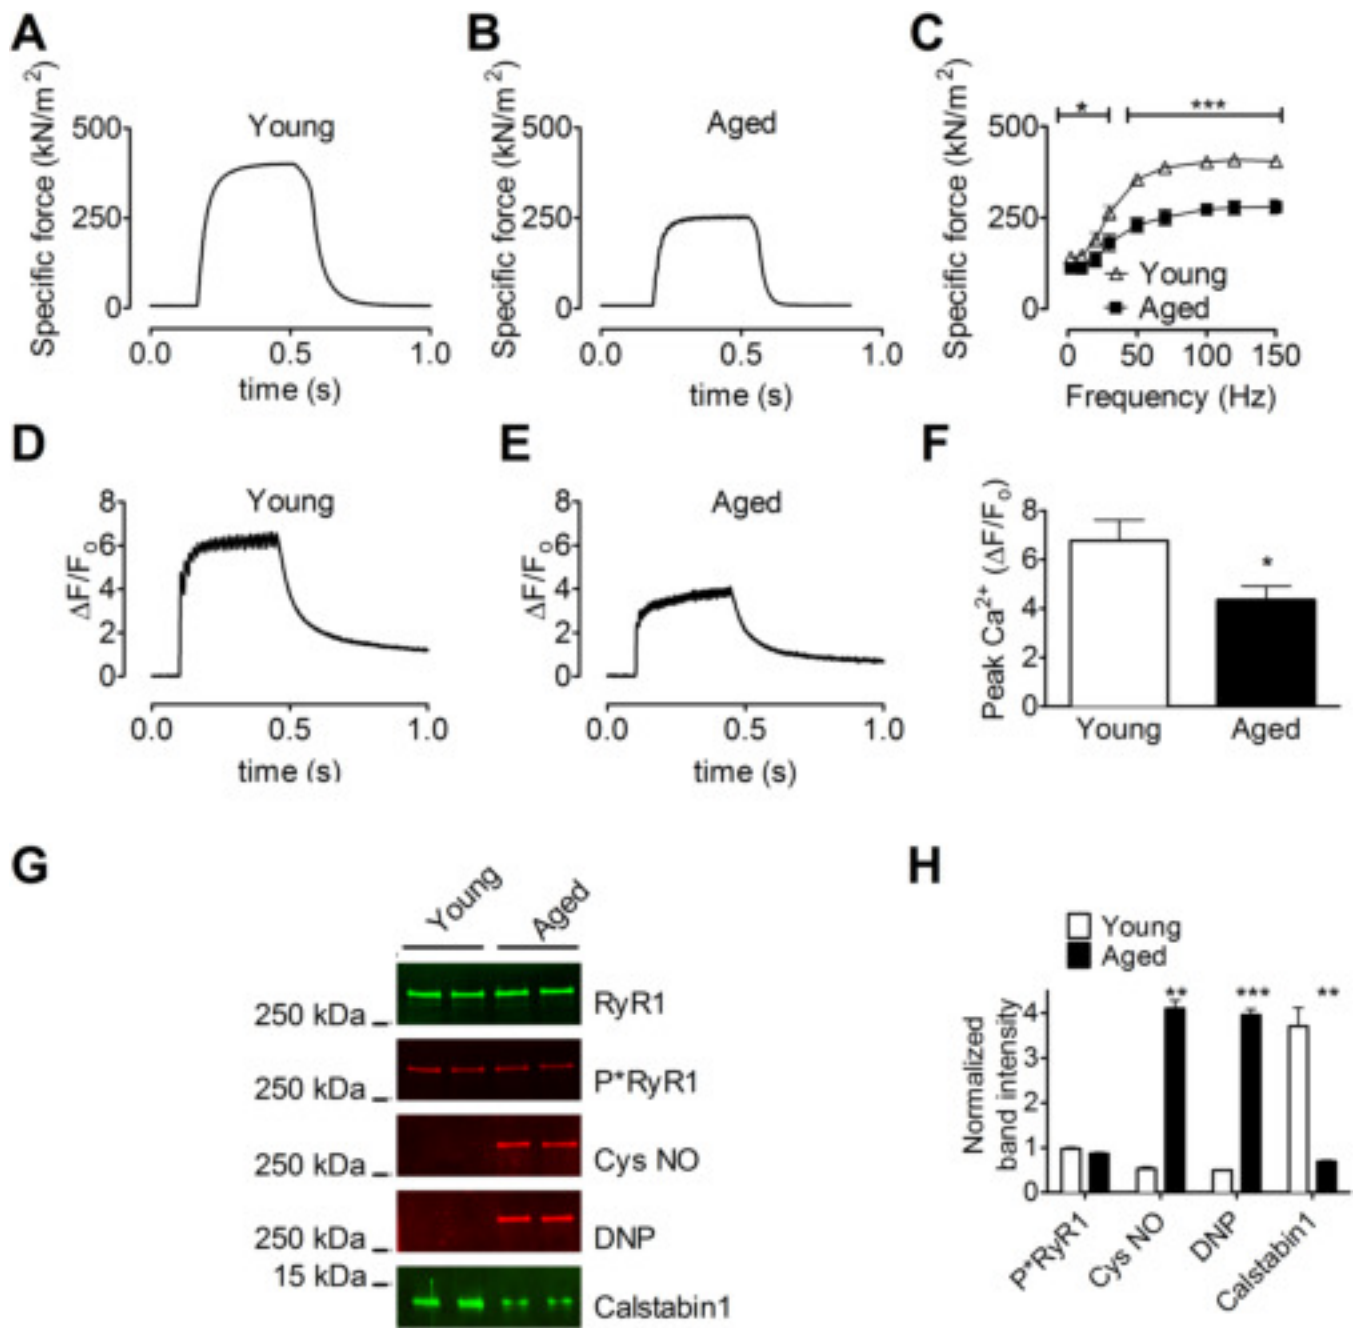 A
Specific force (kN/m²)
500
250
0
Young
0.0
0.5
1.0
time (s)
B
Specific force (kN/m²)
500
250
0
Aged
0.0
0.5
1.0
time (s)
C
Specific force (kN/m²)
*
***
500
250
0
Young
Aged
0
50
100
150
Frequency (Hz)
D
ΔF/F₀
8
6
4
2
0
Young
0.0
0.5
1.0
time (s)
E
ΔF/F₀
8
6
4
2
0
Aged
0.0
0.5
1.0
time (s)
F
Peak Ca²⁺ (ΔF/F₀)
8
6
4
2
0
*
Young
Aged
G
Young
Aged
250 kDa
RyR1
250 kDa
P*RyR1
250 kDa
Cys NO
250 kDa
DNP
15 kDa
Calstabin1
H
Young
Aged
Normalized
band intensity
4
3
2
1
0
**
***
**
P*RyR1
Cys NO
DNP
Calstabin1